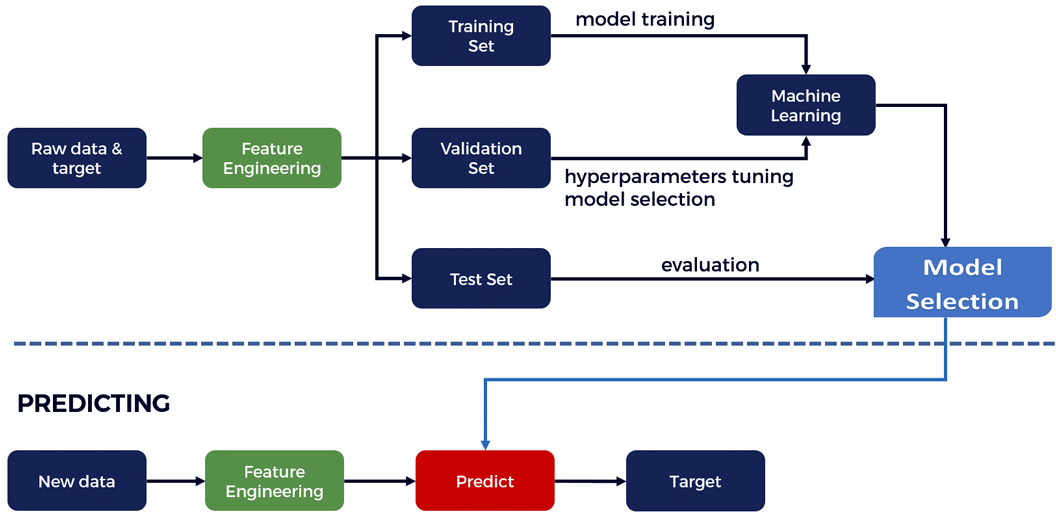 Training
Set
model training
Machine
Learning
Raw data &
target
Feature
Engineering
Validation
Set
hyperparameters tuning
model selection
Test Set
evaluation
Model
Selection
PREDICTING
New data
Feature
Engineering
Predict
Target